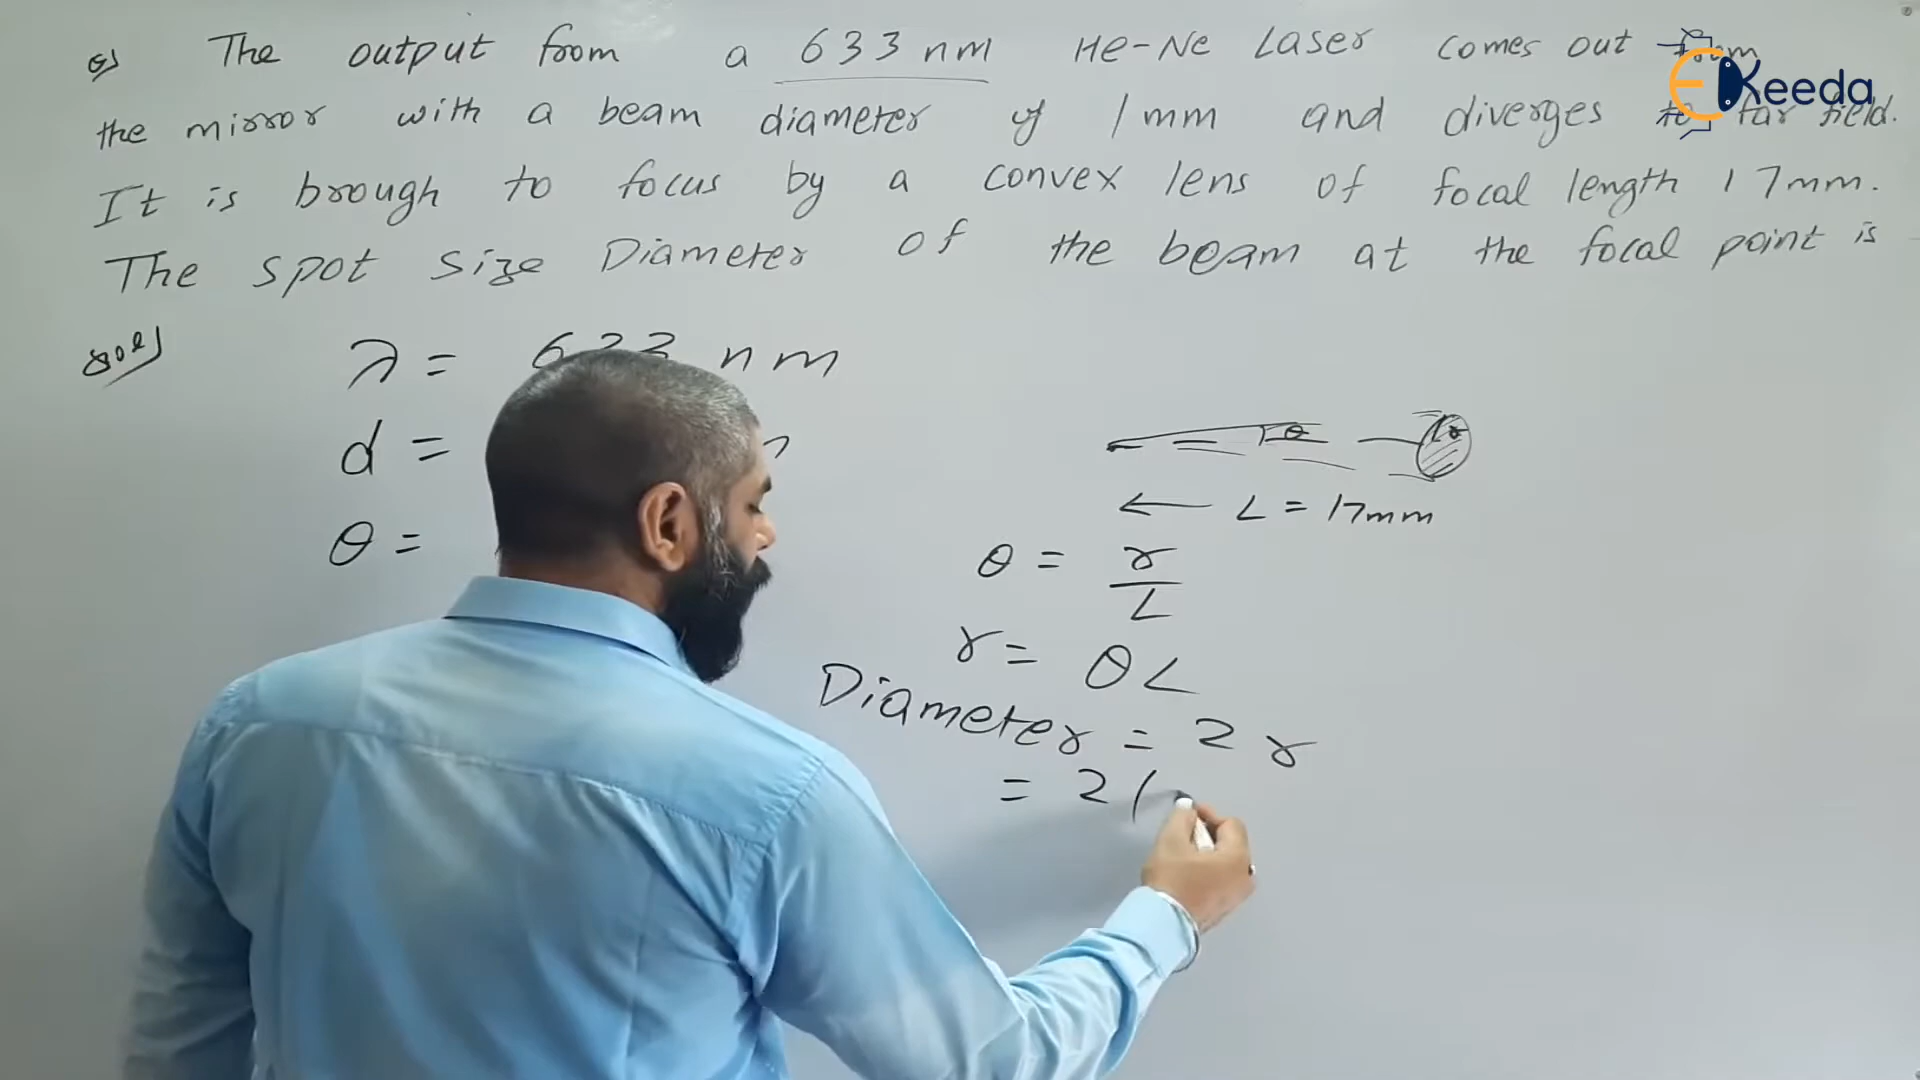 Q) The output from a 633 nm He-Ne Laser comes out from
the mirror with a beam diameter of 1mm and diverges to far field.
It is brough to focus by a convex lens of focal length 17mm.
The spot size Diameter of the beam at the focal point is
Sol)
λ = 633 nm
d =
θ =
θ r
L = 17mm
θ = r
L
r = θL
Diameter = 2r
= 2(
EKeeda